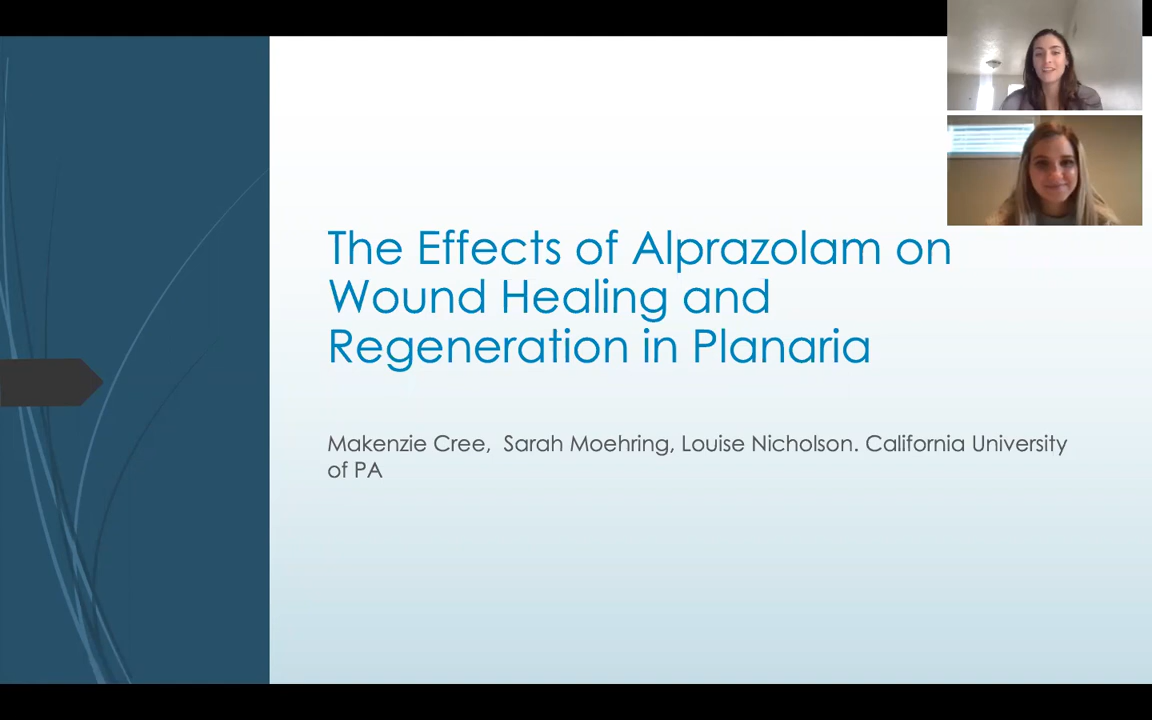 The Effects of Alprazolam on
Wound Healing and
Regeneration in Planaria
Makenzie Cree,  Sarah Moehring, Louise Nicholson. California University
of PA